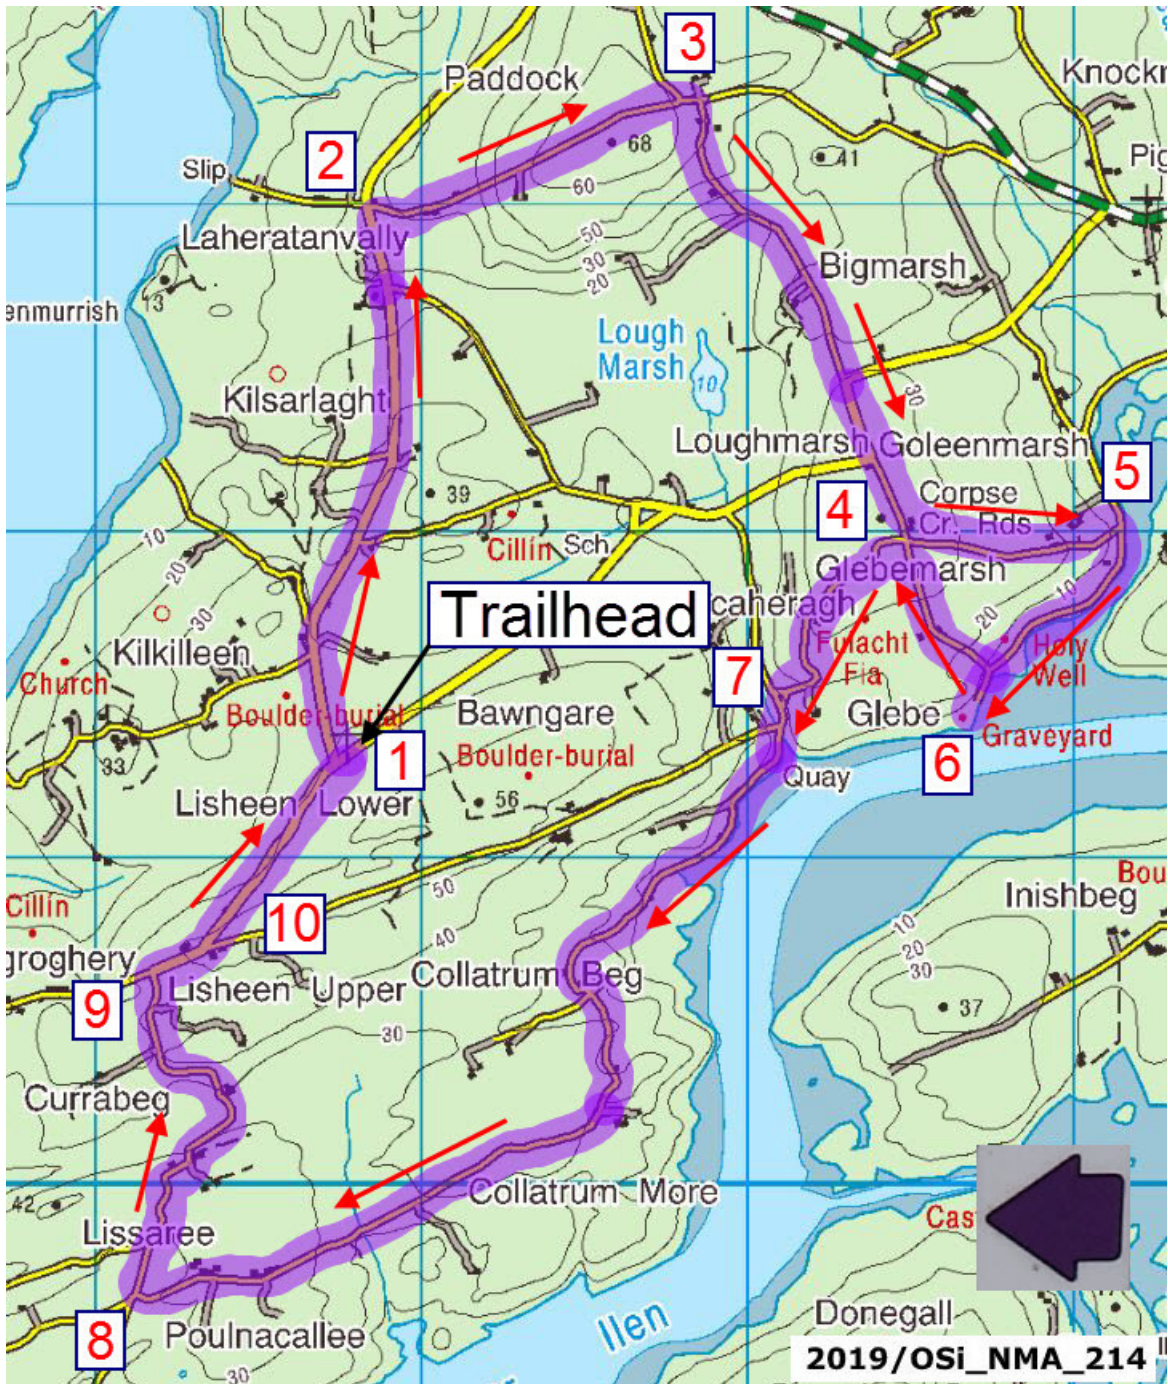 3
Paddock
Knockr
68
41
Pig
2
Slip
60
Laheratanvally
50
30
20
Bigmarsh
13
enmurrish
Lough
Marsh
10
Kilsarlaght
30
Loughmarsh
Goleenmarsh
5
39
Corpse
Cr. Rds
4
Cillín
Sch
10
20
30
Glebemarsh
10
20
Trailhead
caheragh
Fulacht
Fia
Holy
Well
Kilkilleen
Church
Boulder-burial
7
Bawngare
Boulder-burial
Glebe
Graveyard
6
33
1
Quay
Lisheen Lower
56
50
Cillín
10
40
groghery
Lisheen Upper
9
Collatrum Beg
30
Inishbeg
Bou
10
20
30
37
Currabeg
42
Lissaree
Collatrum More
Cas
8
Poulnacallee
30
Ilen
Donegall
17
2019/OSi_NMA_214